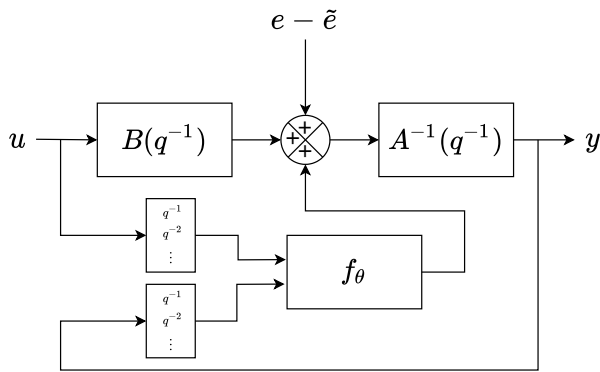 e − ẽ
u
B(q⁻¹)
+
+
+
A⁻¹(q⁻¹)
y
q⁻¹
q⁻²
⋮
f_θ
q⁻¹
q⁻²
⋮